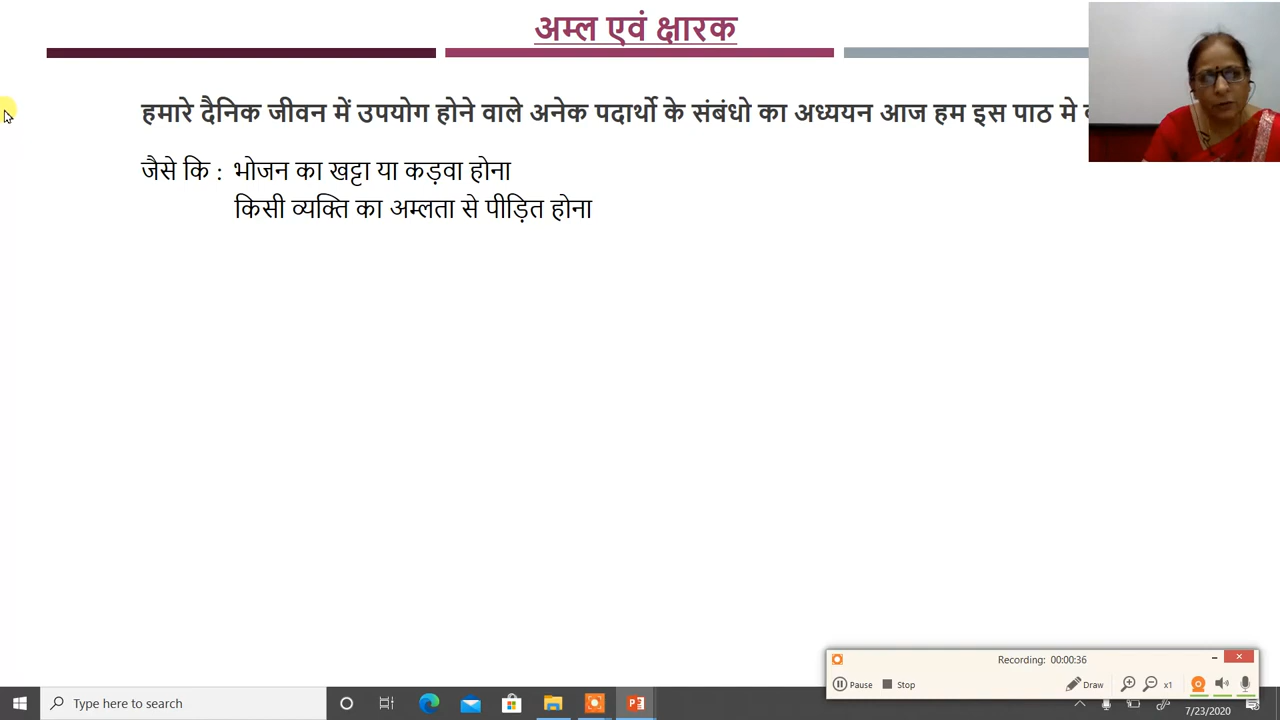 अम्ल एवं क्षारक
हमारे दैनिक जीवन में उपयोग होने वाले अनेक पदार्थो के संबंधो का अध्ययन आज हम इस पाठ मे
जैसे कि : भोजन का खट्टा या कड़वा होना
किसी व्यक्ति का अम्लता से पीड़ित होना
Recording: 00:00:36
Pause Stop Draw x1
Type here to search
7/23/2020